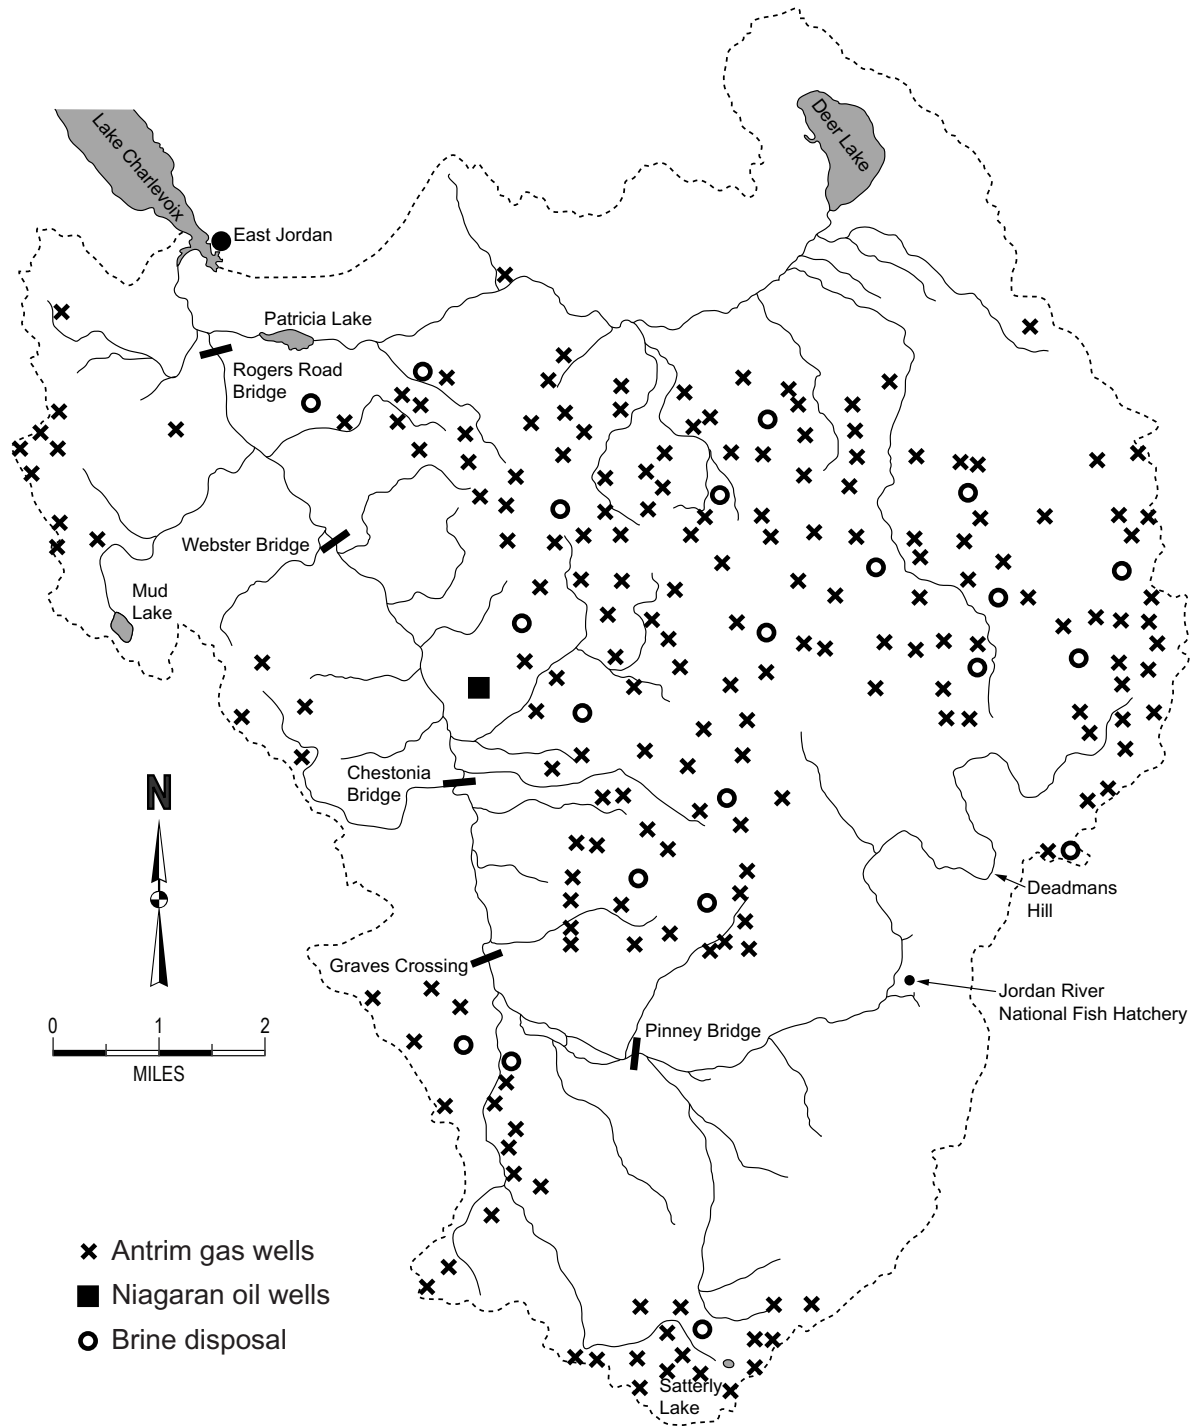 Deer Lake
Lake Charlevoix
East Jordan
Patricia Lake
Rogers Road
Bridge
Webster Bridge
Mud
Lake
Chestonia
Bridge
N
Deadmans
Hill
Graves Crossing
Jordan River
National Fish Hatchery
Pinney Bridge
0 1 2
MILES
Antrim gas wells
Niagaran oil wells
Brine disposal
Satterly
Lake